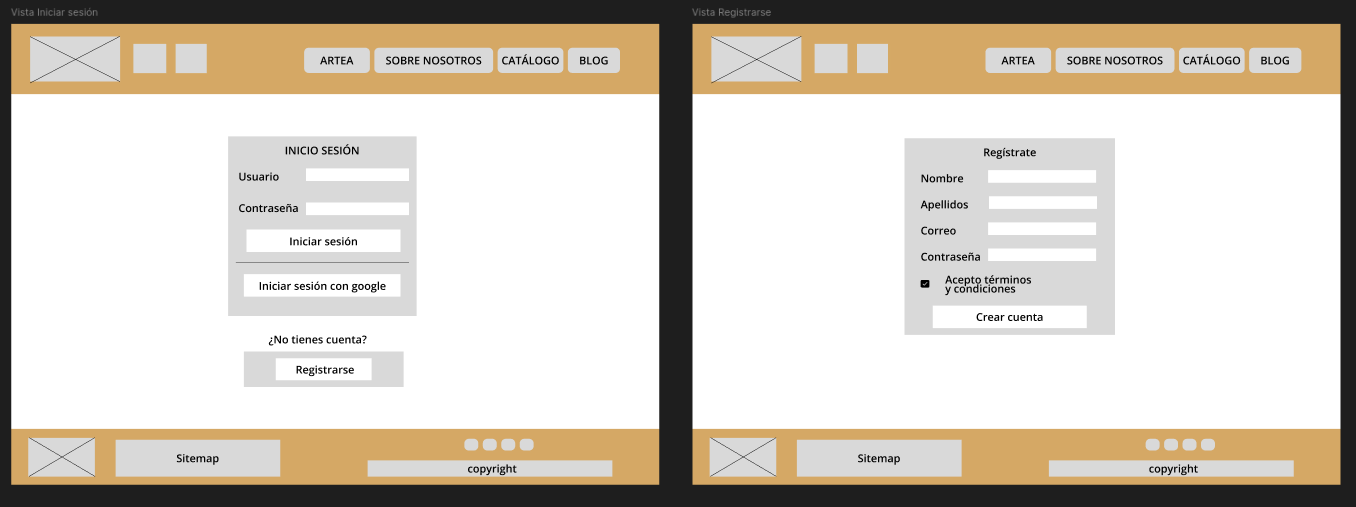 Vista Iniciar sesión
ARTEA
SOBRE NOSOTROS
CATÁLOGO
BLOG
INICIO SESIÓN
Usuario
Contraseña
Iniciar sesión
Iniciar sesión con google
¿No tienes cuenta?
Registrarse
Sitemap
copyright
Vista Registrarse
ARTEA
SOBRE NOSOTROS
CATÁLOGO
BLOG
Regístrate
Nombre
Apellidos
Correo
Contraseña
Acepto términos
y condiciones
Crear cuenta
Sitemap
copyright